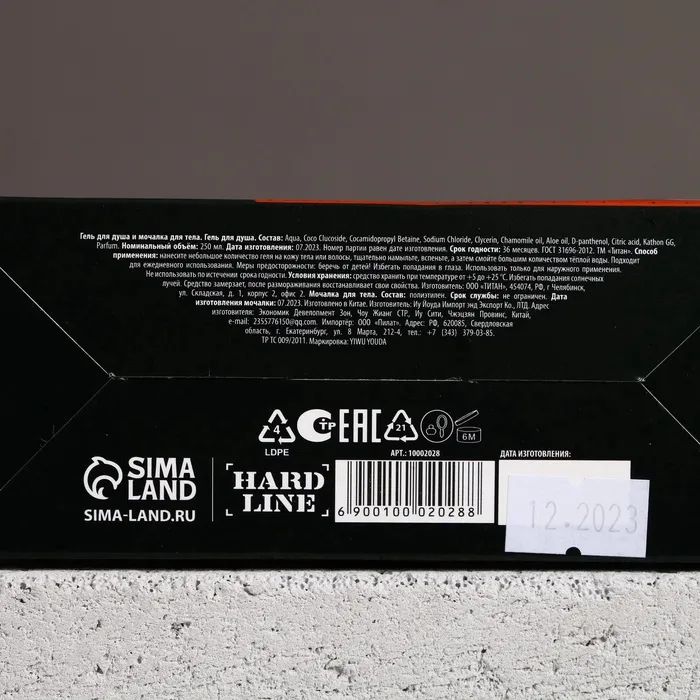 Гель для душа и мочалка для тела. Гель для душа. Состав: Aqua, Coco Clucoside, Cocamidopropyl Betaine, Sodium Chloride, Glycerin, Chamomile oil, Aloe oil, D-panthenol, Citric acid, Kathon GG,
Parfum. Номинальный объём: 250 мл. Дата изготовления: 07.2023. Номер партии равен дате изготовления. Срок годности: 36 месяцев. ГОСТ 31696-2012. ТМ «Титан». Способ
применения: нанесите небольшое количество геля на кожу тела или волосы, тщательно намыльте, вспеньте, а затем смойте большим количеством тёплой воды. Подходит
для ежедневного использования. Меры предосторожности: беречь от детей! Избегать попадания в глаза. Использовать только для наружного применения.
Не использовать по истечении срока годности. Условия хранения: средство хранить при температуре от +5 до +25 °С. Избегать попадания солнечных
лучей. Средство замерзает, после размораживания восстанавливает свои свойства. Изготовитель: ООО «ТИТАН», 454074, РФ, г Челябинск,
ул. Складская, д. 1, корпус 2, офис 2. Мочалка для тела. Состав: полиэтилен. Срок службы: не ограничен. Дата
изготовления мочалки: 07.2023. Изготовлено в Китае. Изготовитель: Иу Иоуда Импорт энд Экспорт Ко., ЛТД. Адрес
изготовителя: Экономик Девелопмент Зон, Чоу Жианг СТР., Иу Сити, Чжэцзян Провинс, Китай,
e-mail: 2355776150@qq.com. Импортёр: ООО «Пилат». Адрес: РФ, 620085, Свердловская
область, г. Екатеринбург, ул. 8 Марта, 212-4, тел.: +7 (343) 379-03-85.
ТР ТС 009/2011. Маркировка: YIWU YOUDA
4
LDPE
СТР
EAC
21
6M
SIMA
LAND
SIMA-LAND.RU
HARD
LINE
АРТ.: 10002028
6 900100 020288
ДАТА ИЗГОТОВЛЕНИЯ:
12.2023